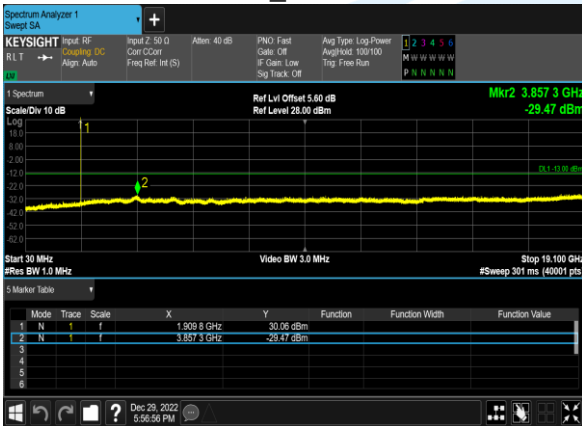 Spectrum Analyzer 1
Swept SA
+
KEYSIGHT Input: RF Input Z: 50 Ω Atten: 40 dB PNO: Fast Avg Type: Log-Power 1 2 3 4 5 6
RLT Coupling: DC Corr CCorr Gate: Off Avg|Hold: 100/100 M W W W W W
Align: Auto Freq Ref: Int (S) IF Gain: Low Trig: Free Run
LU Sig Track: Off P N N N N N
1 Spectrum Ref Lvl Offset 5.60 dB Mkr2 3.857 3 GHz
Scale/Div 10 dB Ref Level 28.00 dBm -29.47 dBm
Log
1
18.0
8.00
-2.00
DL1 -13.00 dBm
-12.0
2
-22.0
-32.0
-42.0
-52.0
-62.0
Start 30 MHz Video BW 3.0 MHz Stop 19.100 GHz
#Res BW 1.0 MHz #Sweep 301 ms (40001 pts
5 Marker Table
Mode Trace Scale X Y Function Function Width Function Value
1 N 1 f 1.909 8 GHz 30.06 dBm
2 N 1 f 3.857 3 GHz -29.47 dBm
3
4
5
6
? Dec 29, 2022
5:56:56 PM